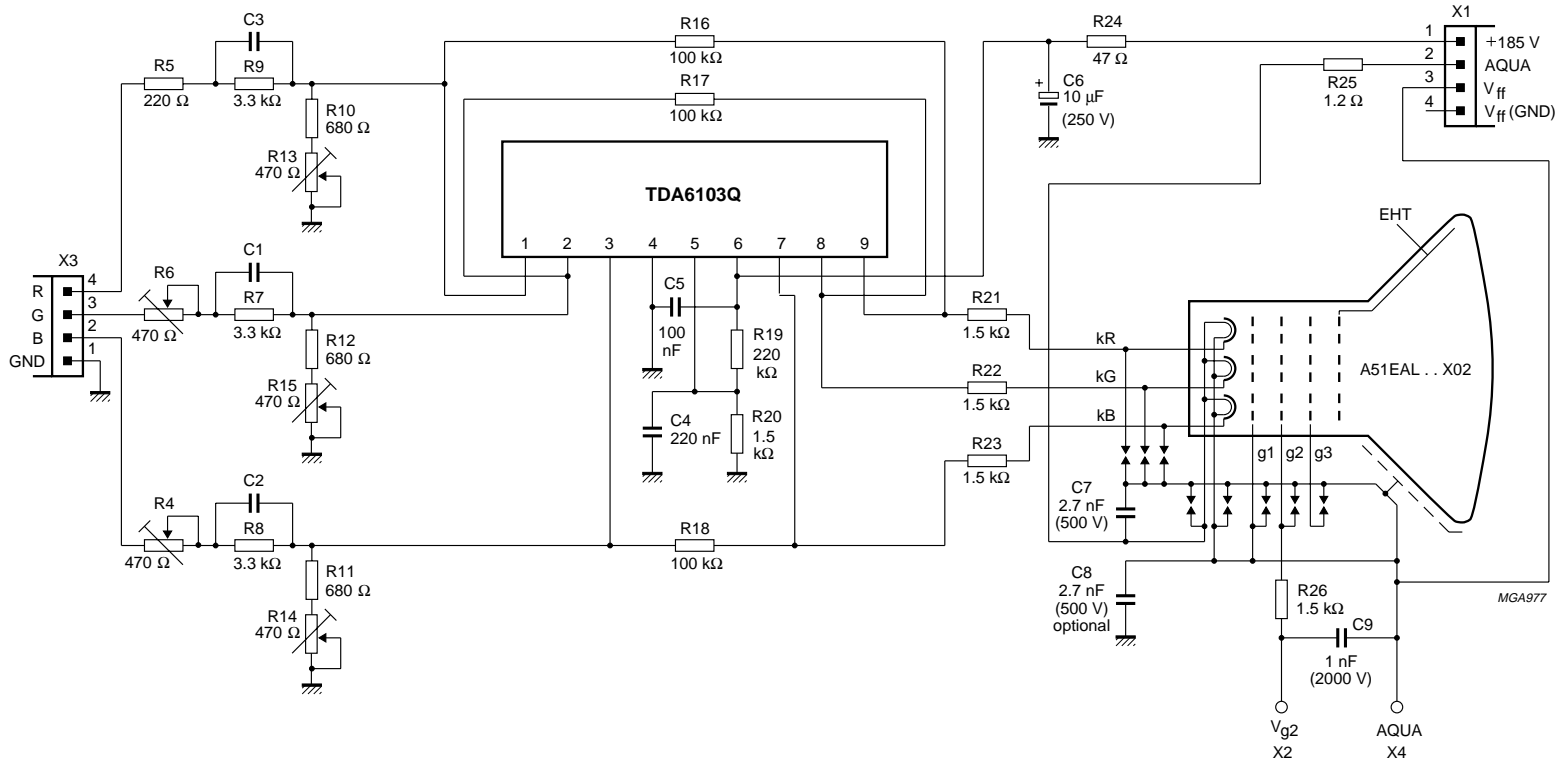 C3
R5
220 Ω
R9
3.3 kΩ
R10
680 Ω
R13
470 Ω
R16
100 kΩ
R17
100 kΩ
TDA6103Q
1 2 3 4 5 6 7 8 9
R24
47 Ω
+
C6
10 µF
(250 V)
R25
1.2 Ω
X1
1 +185 V
2 AQUA
3 Vff
4 Vff (GND)
X3
R 4
G 3
B 2
GND 1
R6
470 Ω
C1
R7
3.3 kΩ
R12
680 Ω
R15
470 Ω
C5
100
nF
R19
220
kΩ
C4
220 nF
R20
1.5
kΩ
R21
1.5 kΩ
R22
1.5 kΩ
R23
1.5 kΩ
kR
kG
kB
EHT
A51EAL . . X02
g1 g2 g3
R4
470 Ω
C2
R8
3.3 kΩ
R11
680 Ω
R14
470 Ω
R18
100 kΩ
C7
2.7 nF
(500 V)
C8
2.7 nF
(500 V)
optional
R26
1.5 kΩ
C9
1 nF
(2000 V)
Vg2
X2
AQUA
X4
MGA977